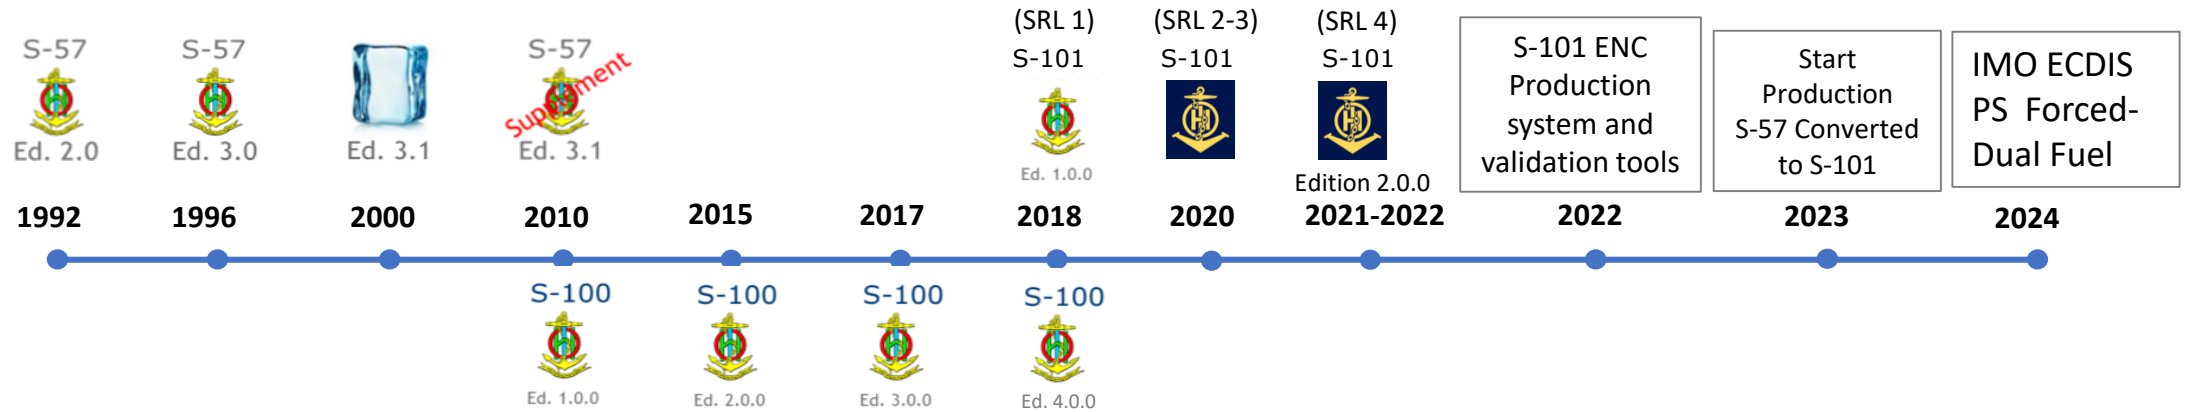 (SRL 1)
(SRL 2-3)
(SRL 4)
S-57
S-57
S-57
S-101
S-101
S-101
Supplement
Ed. 2.0
Ed. 3.0
Ed. 3.1
Ed. 3.1
Ed. 1.0.0
Edition 2.0.0
S-101 ENC
Production
system and
validation tools
Start
Production
S-57 Converted
to S-101
IMO ECDIS
PS Forced-
Dual Fuel
1992
1996
2000
2010
2015
2017
2018
2020
2021-2022
2022
2023
2024
S-100
S-100
S-100
S-100
Ed. 1.0.0
Ed. 2.0.0
Ed. 3.0.0
Ed. 4.0.0